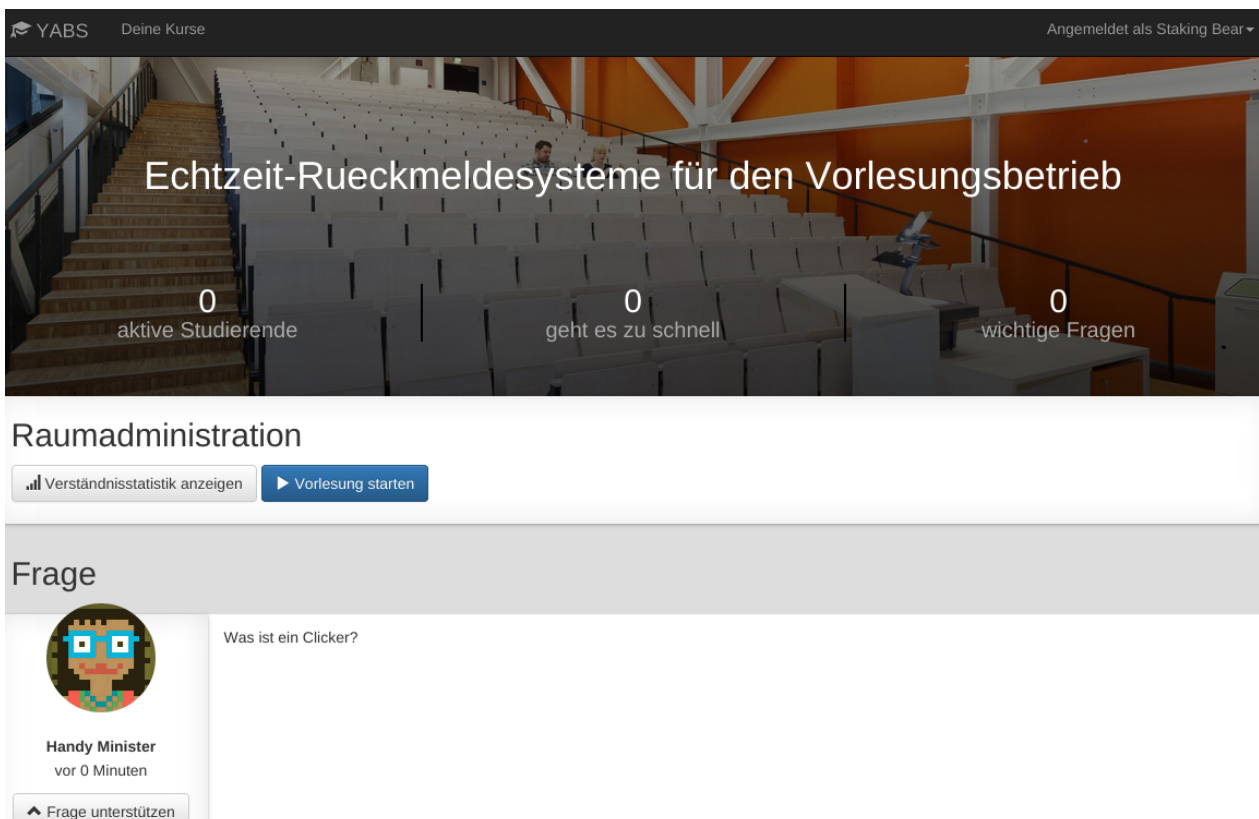 YABS Deine Kurse Angemeldet als Staking Bear
Echtzeit-Rueckmeldesysteme für den Vorlesungsbetrieb
0 0 0
aktive Studierende geht es zu schnell wichtige Fragen
Raumadministration
Verständnisstatistik anzeigen Vorlesung starten
Frage
Was ist ein Clicker?
Handy Minister
vor 0 Minuten
Frage unterstützen